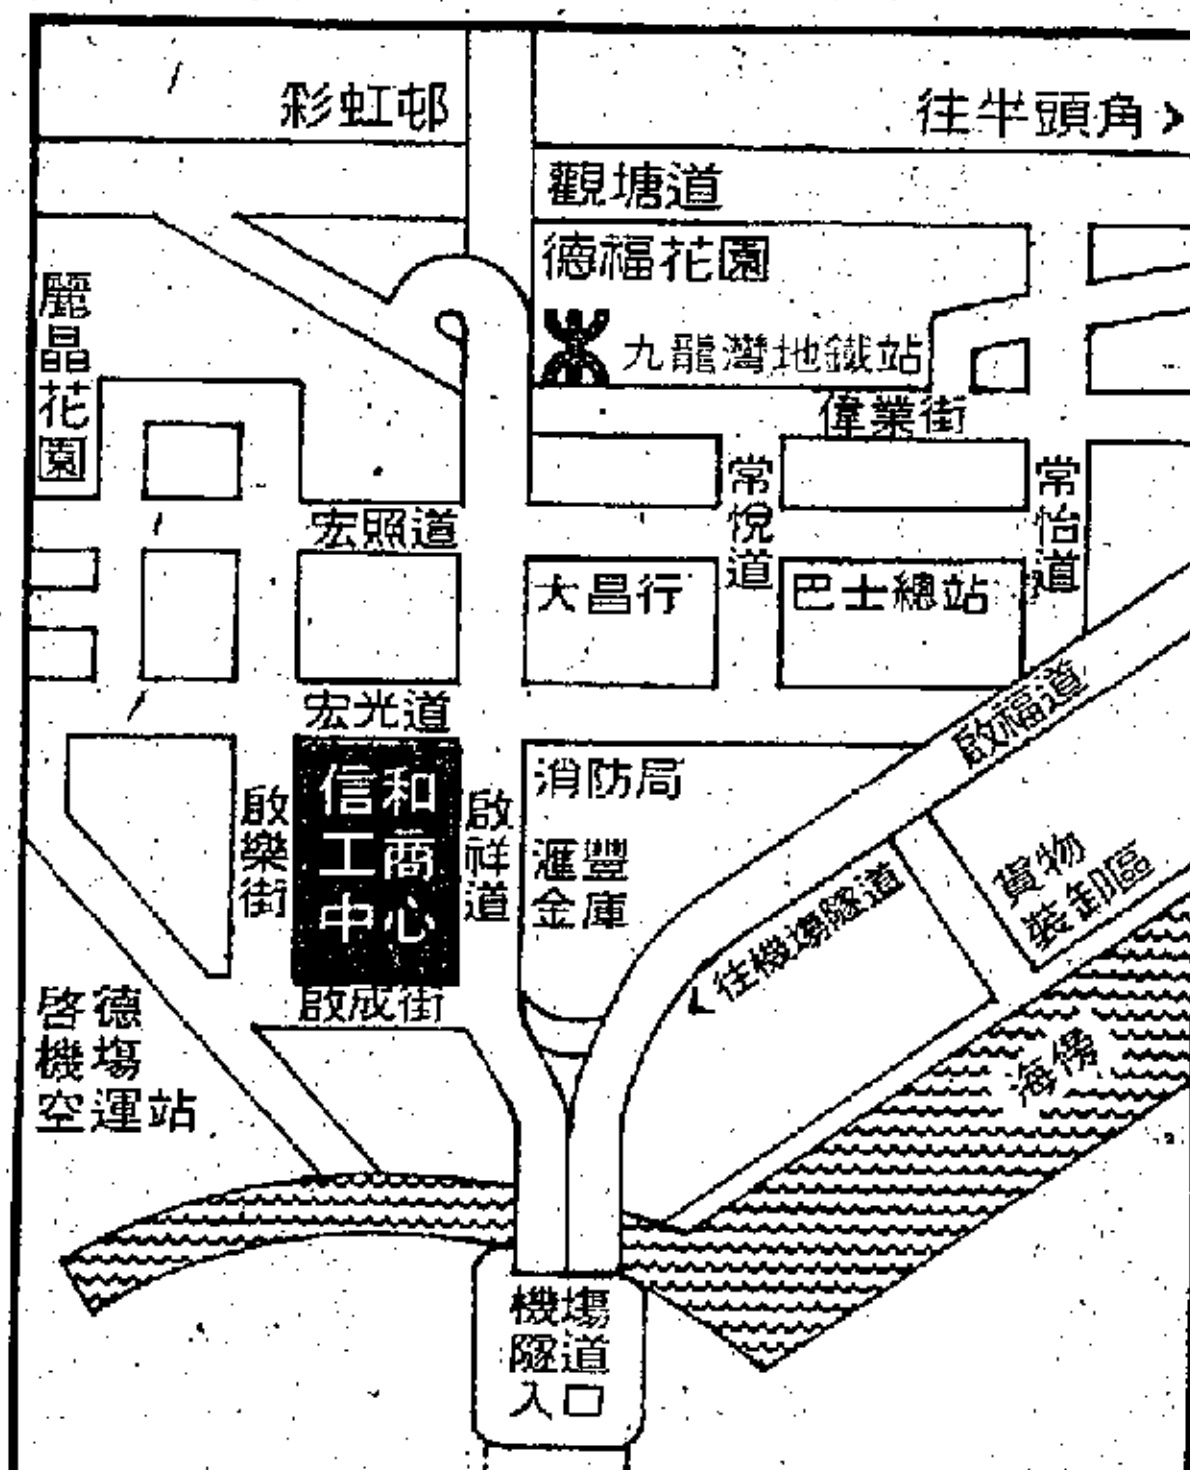 彩虹邨
往牛頭角>
觀塘道
德福花園
麗晶花園
九龍灣地鐵站
偉業街
常悅道
常怡道
宏照道
大昌行
巴士總站
宏光道
啟福道
信和
工商
中心
啟樂街
啟祥道
消防局
滙豐
金庫
貨物
裝卸區
往機場隧道
啟成街
啓德
機場
空運站
海傍
機場
隧道
入口